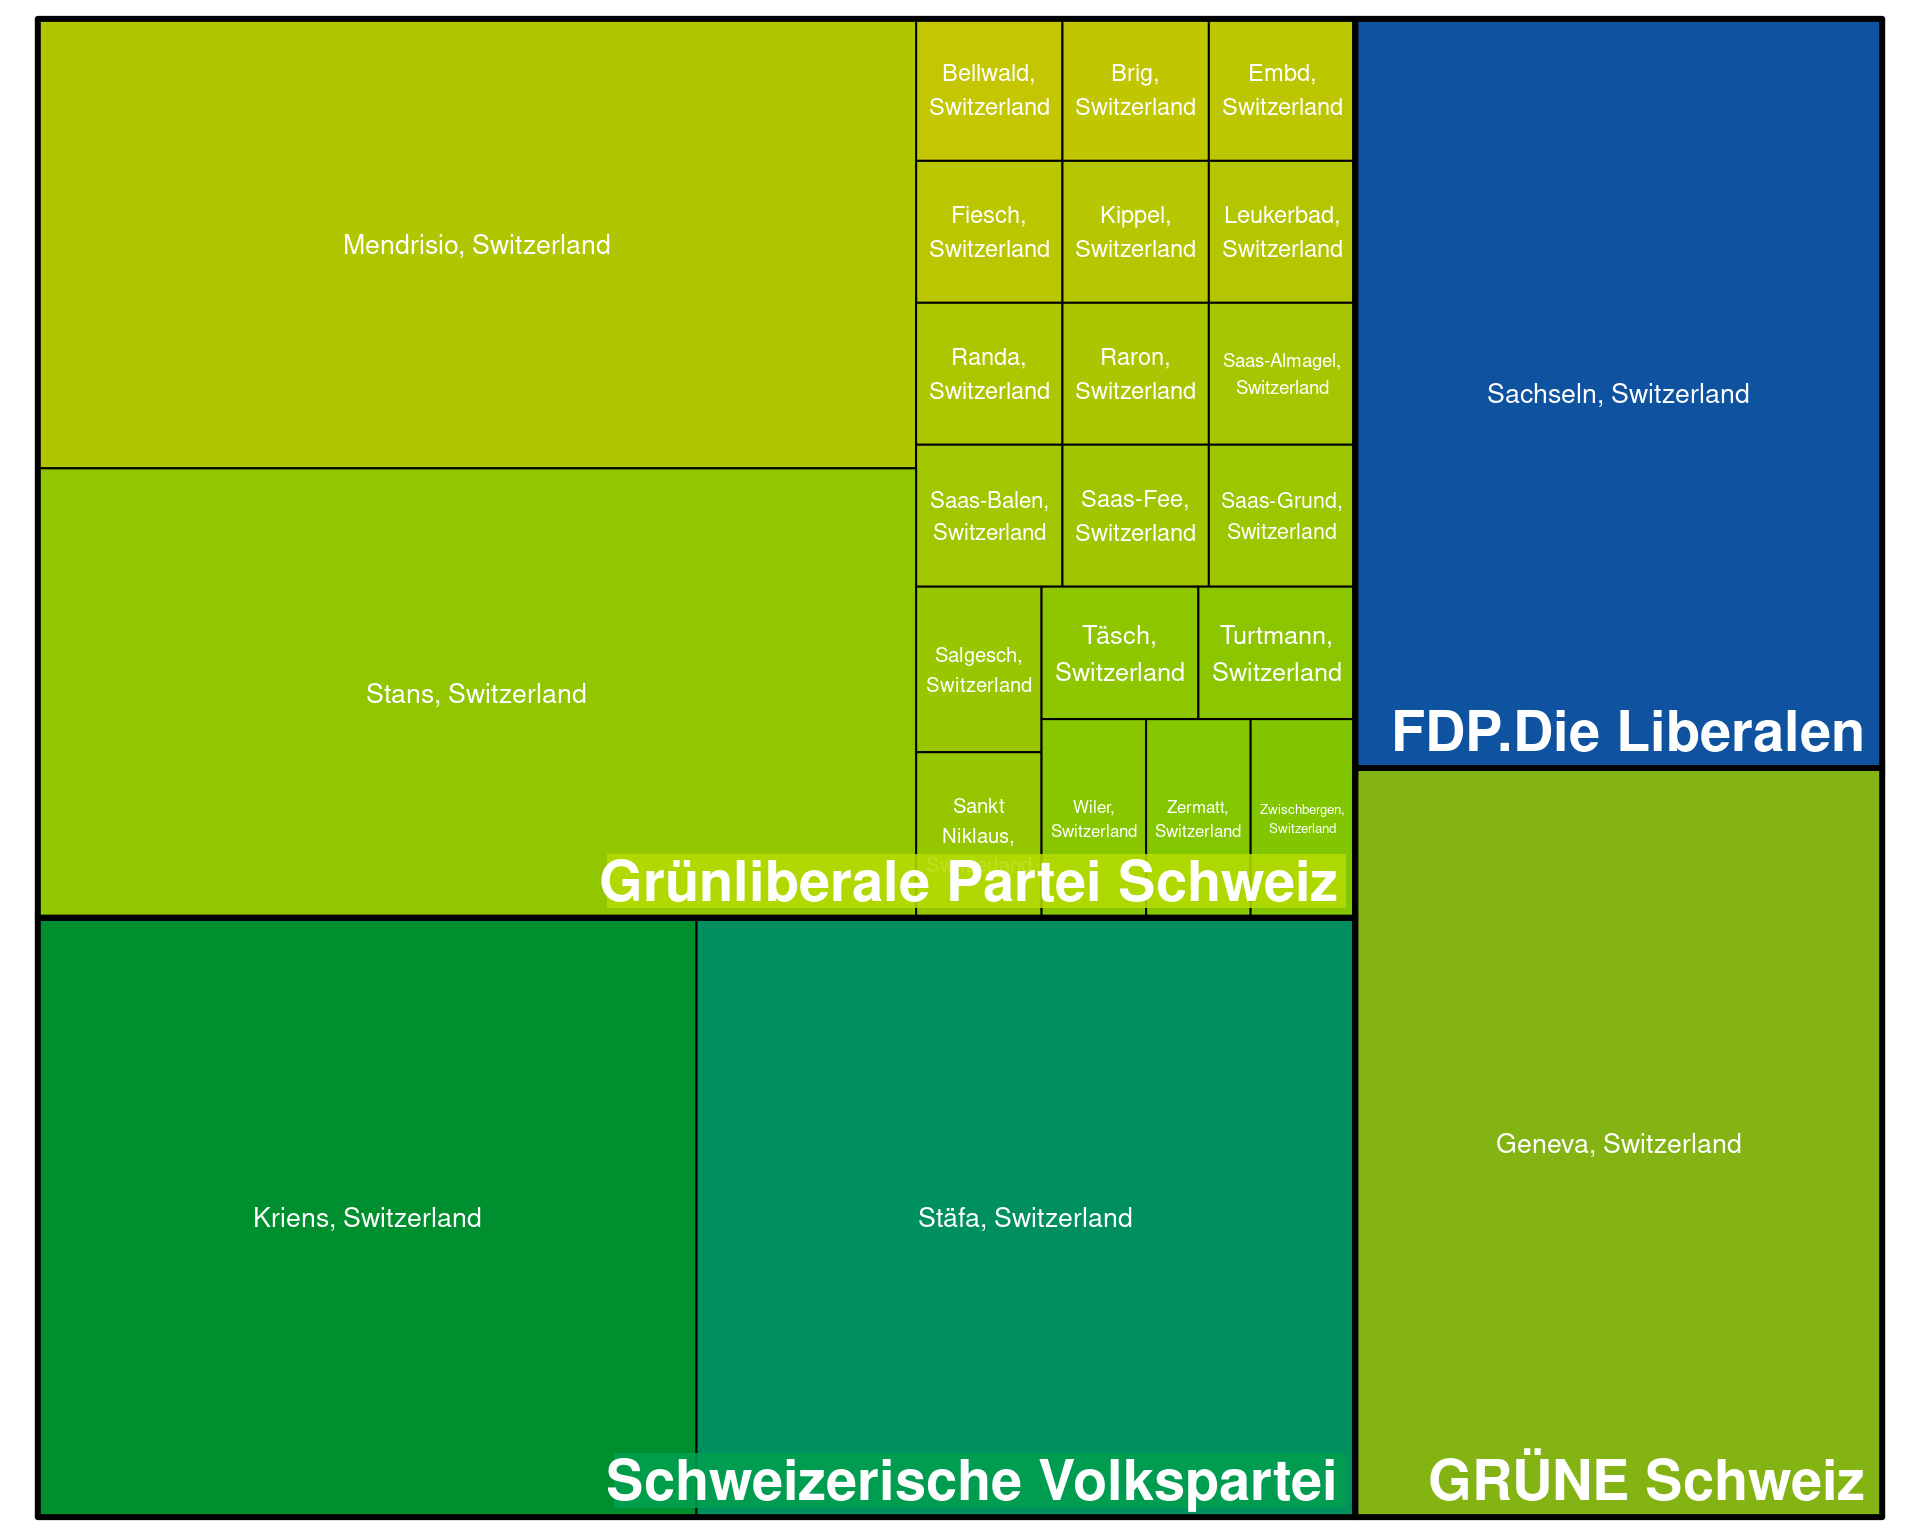 Mendrisio, Switzerland
Stans, Switzerland
Bellwald,
Switzerland
Brig,
Switzerland
Embd,
Switzerland
Fiesch,
Switzerland
Kippel,
Switzerland
Leukerbad,
Switzerland
Randa,
Switzerland
Raron,
Switzerland
Saas-Almagel,
Switzerland
Saas-Balen,
Switzerland
Saas-Fee,
Switzerland
Saas-Grund,
Switzerland
Salgesch,
Switzerland
Täsch,
Switzerland
Turtmann,
Switzerland
Sankt
Niklaus,
Switzerland
Wiler,
Switzerland
Zermatt,
Switzerland
Zwischbergen,
Switzerland
Grünliberale Partei Schweiz
Kriens, Switzerland
Stäfa, Switzerland
Schweizerische Volkspartei
Sachseln, Switzerland
FDP.Die Liberalen
Geneva, Switzerland
GRÜNE Schweiz